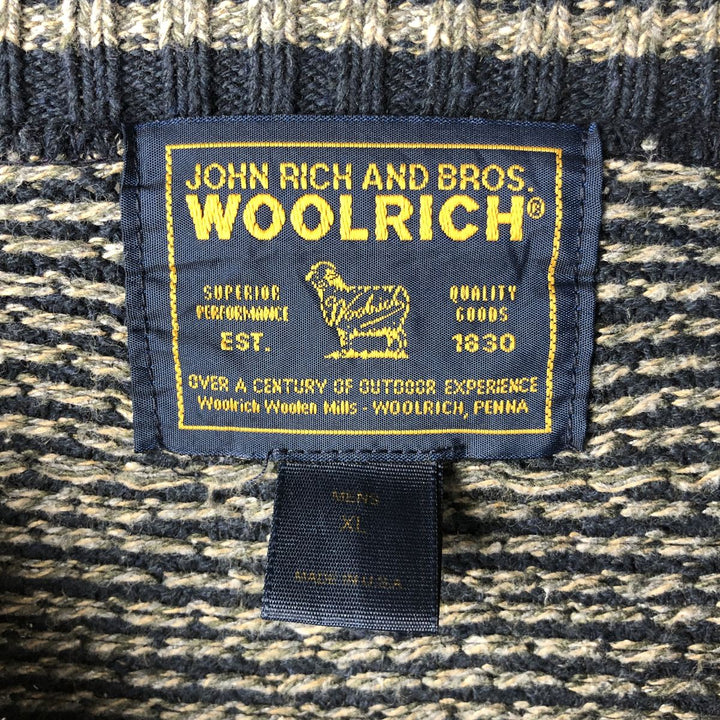 JOHN RICH AND BROS.
WOOLRICH®
SUPERIOR
PERFORMANCE
EST.
Woolrich
QUALITY
GOODS
1830
OVER A CENTURY OF OUTDOOR EXPERIENCE
Woolrich Woolen Mills - WOOLRICH, PENNA
MENS
XL
MADE IN U.S.A.